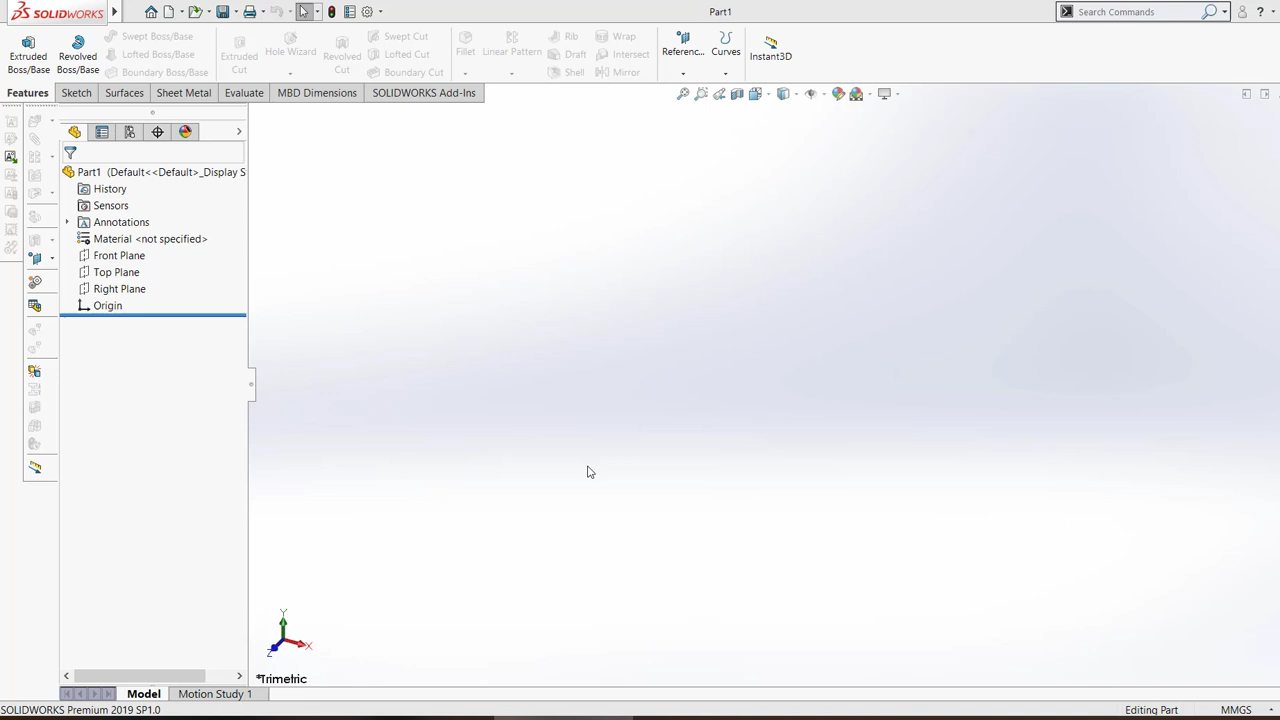 SOLIDWORKS
Part1
Search Commands
?
Extruded Boss/Base
Revolved Boss/Base
Swept Boss/Base
Lofted Boss/Base
Boundary Boss/Base
Extruded Cut
Hole Wizard
Revolved Cut
Swept Cut
Lofted Cut
Boundary Cut
Fillet
Linear Pattern
Rib
Draft
Shell
Wrap
Intersect
Mirror
Referenc...
Curves
Instant3D
Features
Sketch
Surfaces
Sheet Metal
Evaluate
MBD Dimensions
SOLIDWORKS Add-Ins
Part1 (Default<<Default>_Display S
History
Sensors
Annotations
Material <not specified>
Front Plane
Top Plane
Right Plane
Origin
Y
X
Z
*Trimetric
Model
Motion Study 1
SOLIDWORKS Premium 2019 SP1.0
Editing Part
MMGS